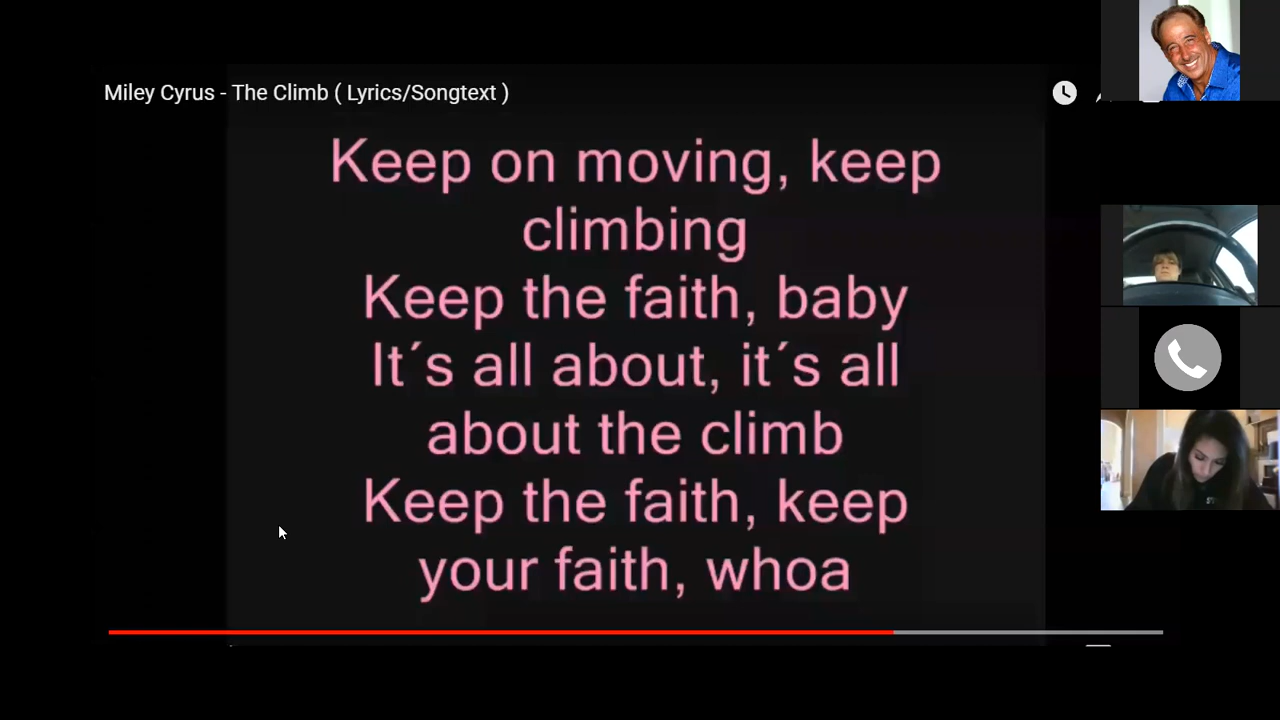 Miley Cyrus - The Climb ( Lyrics/Songtext )
Keep on moving, keep
climbing
Keep the faith, baby
It´s all about, it´s all
about the climb
Keep the faith, keep
your faith, whoa